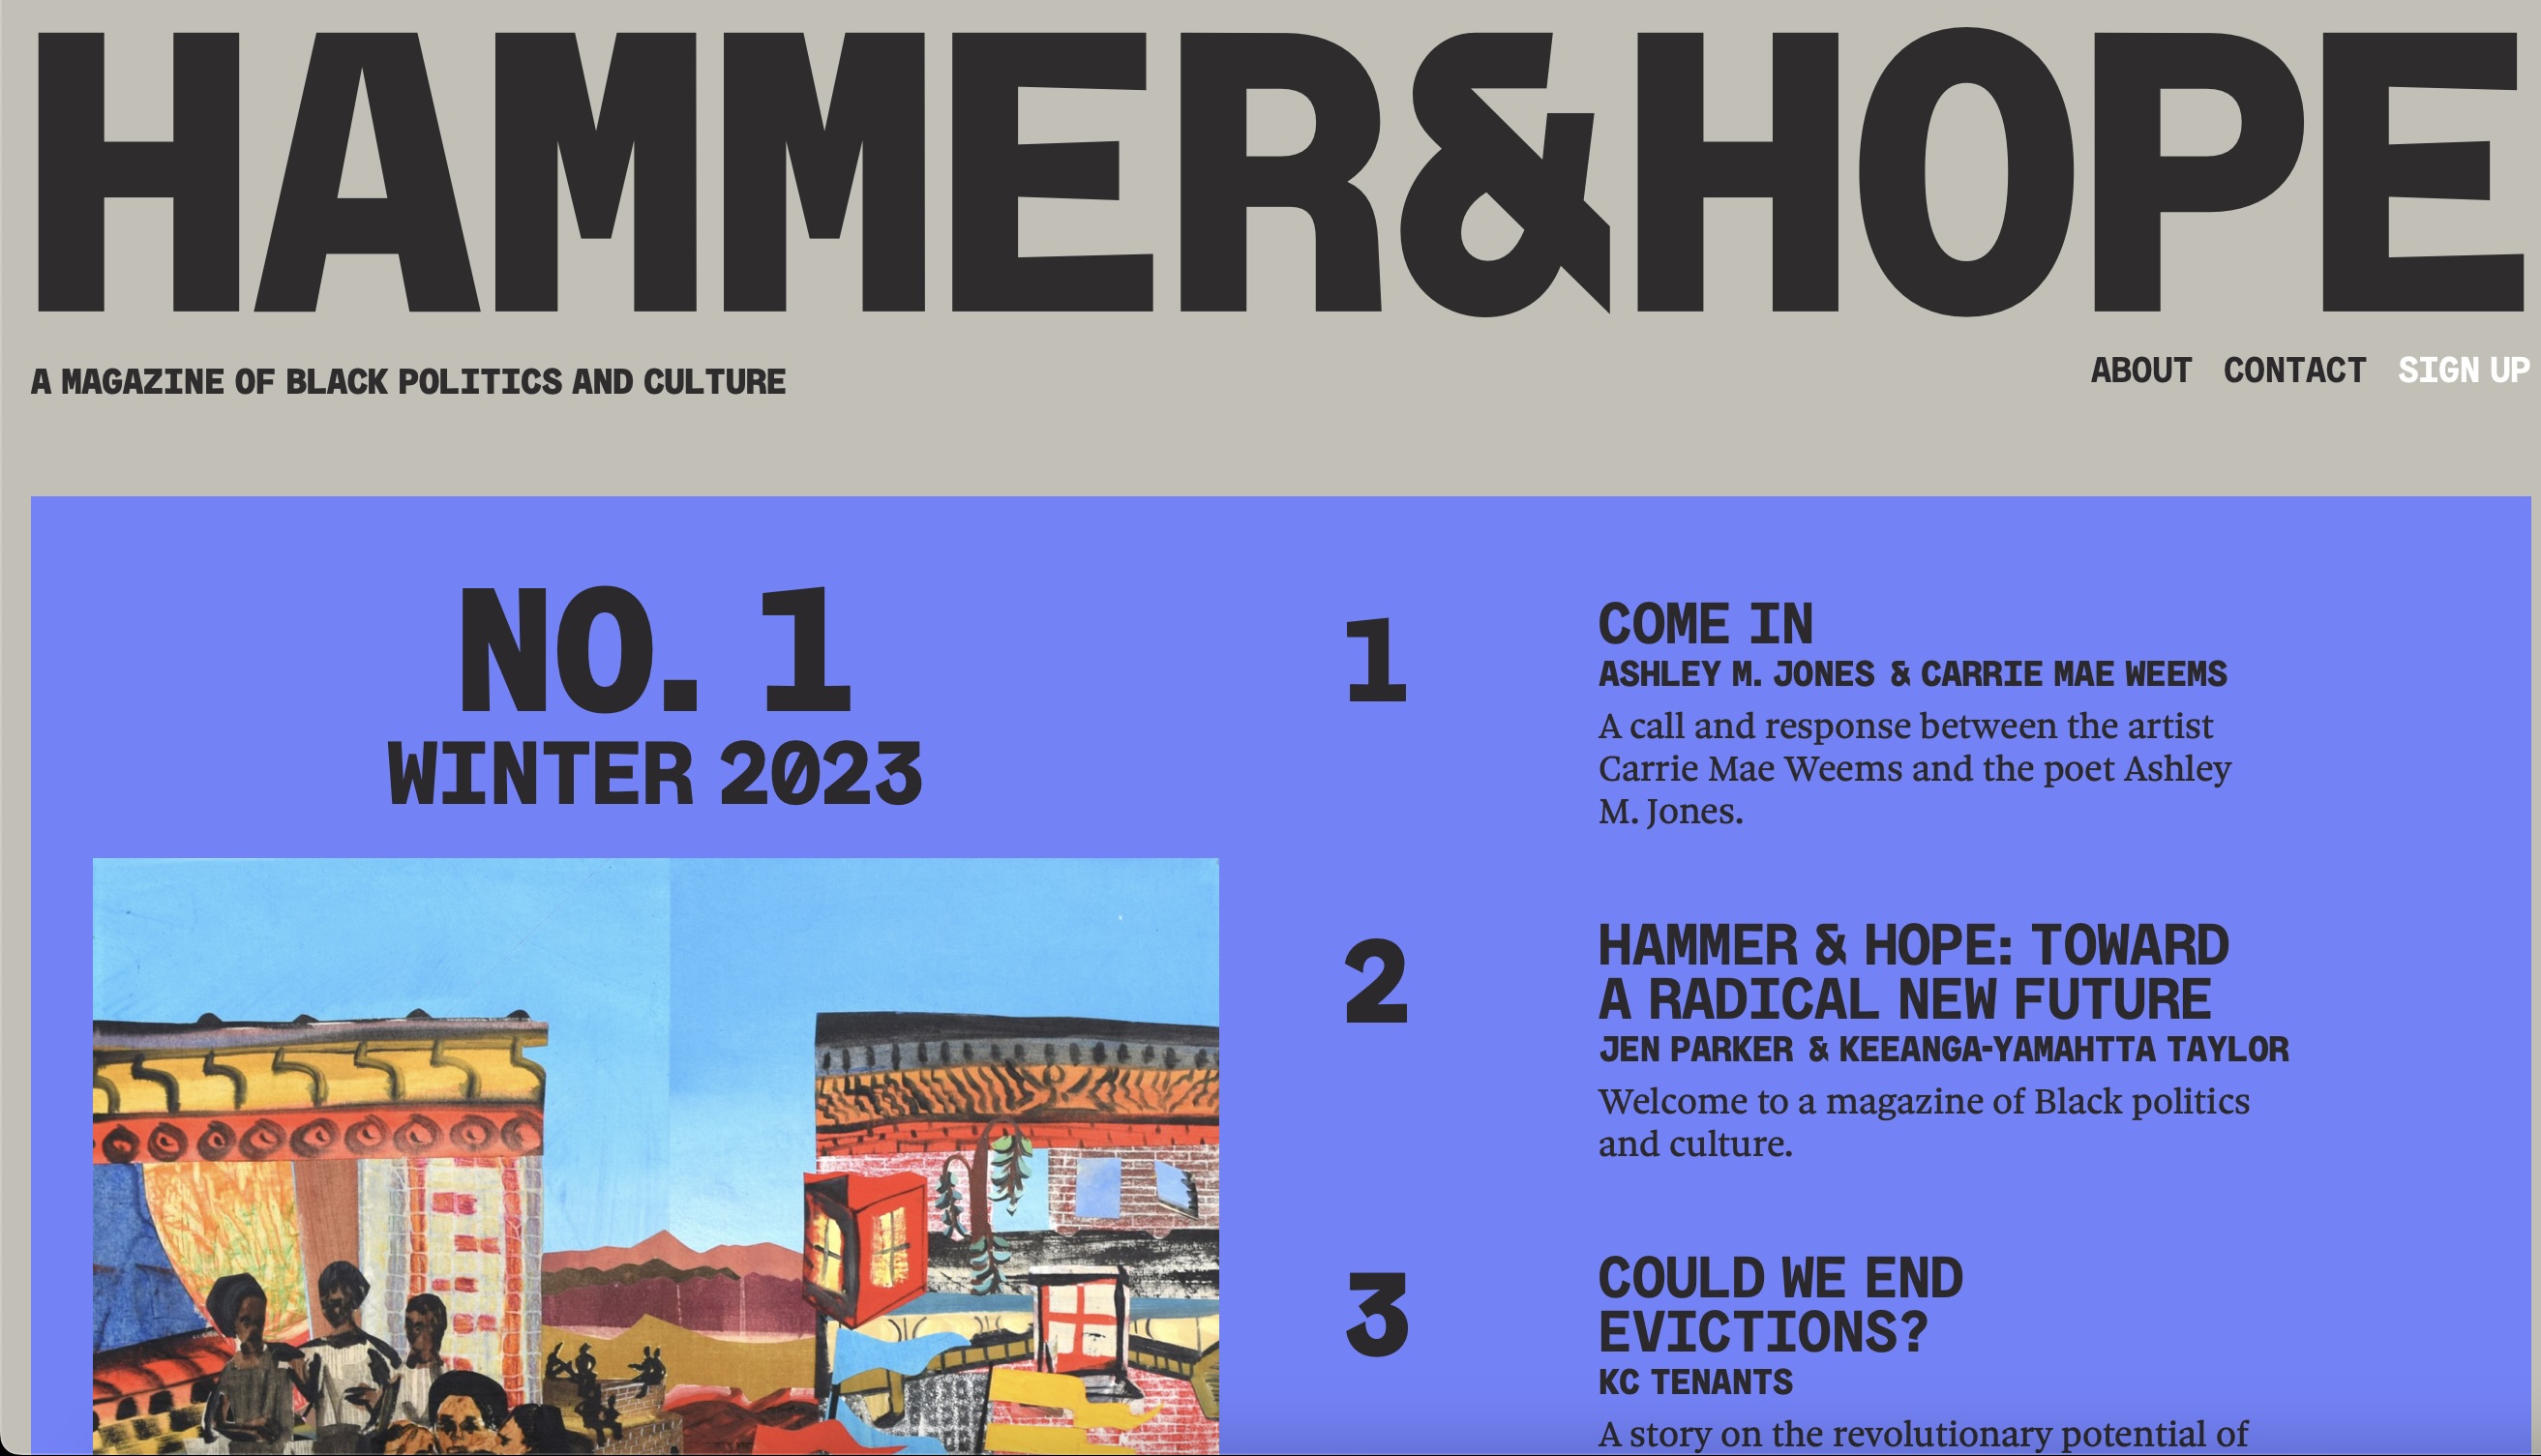 HAMMER&HOPE
A MAGAZINE OF BLACK POLITICS AND CULTURE
ABOUT CONTACT SIGN UP
NO. 1
WINTER 2023
1
COME IN
ASHLEY M. JONES & CARRIE MAE WEEMS
A call and response between the artist
Carrie Mae Weems and the poet Ashley
M. Jones.
2
HAMMER & HOPE: TOWARD
A RADICAL NEW FUTURE
JEN PARKER & KEEANGA-YAMAHTTA TAYLOR
Welcome to a magazine of Black politics
and culture.
3
COULD WE END
EVICTIONS?
KC TENANTS
A story on the revolutionary potential of